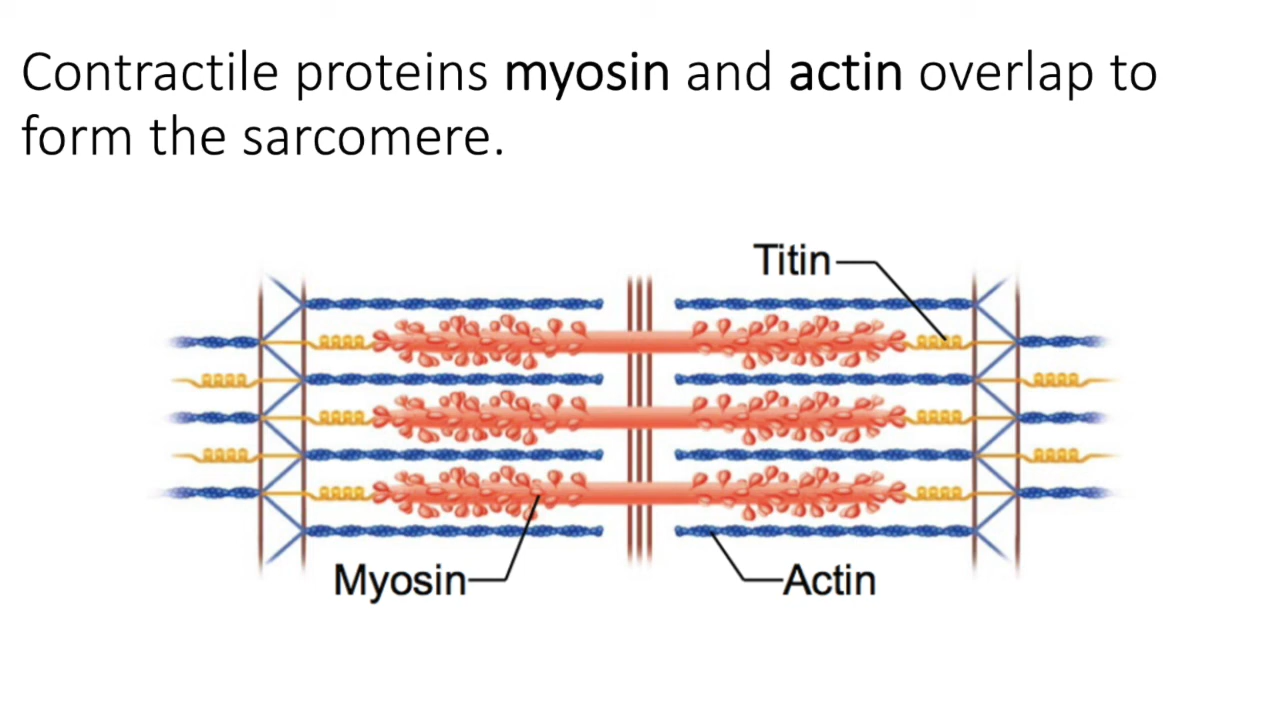 Contractile proteins myosin and actin overlap to
form the sarcomere.
Titin
Myosin
Actin